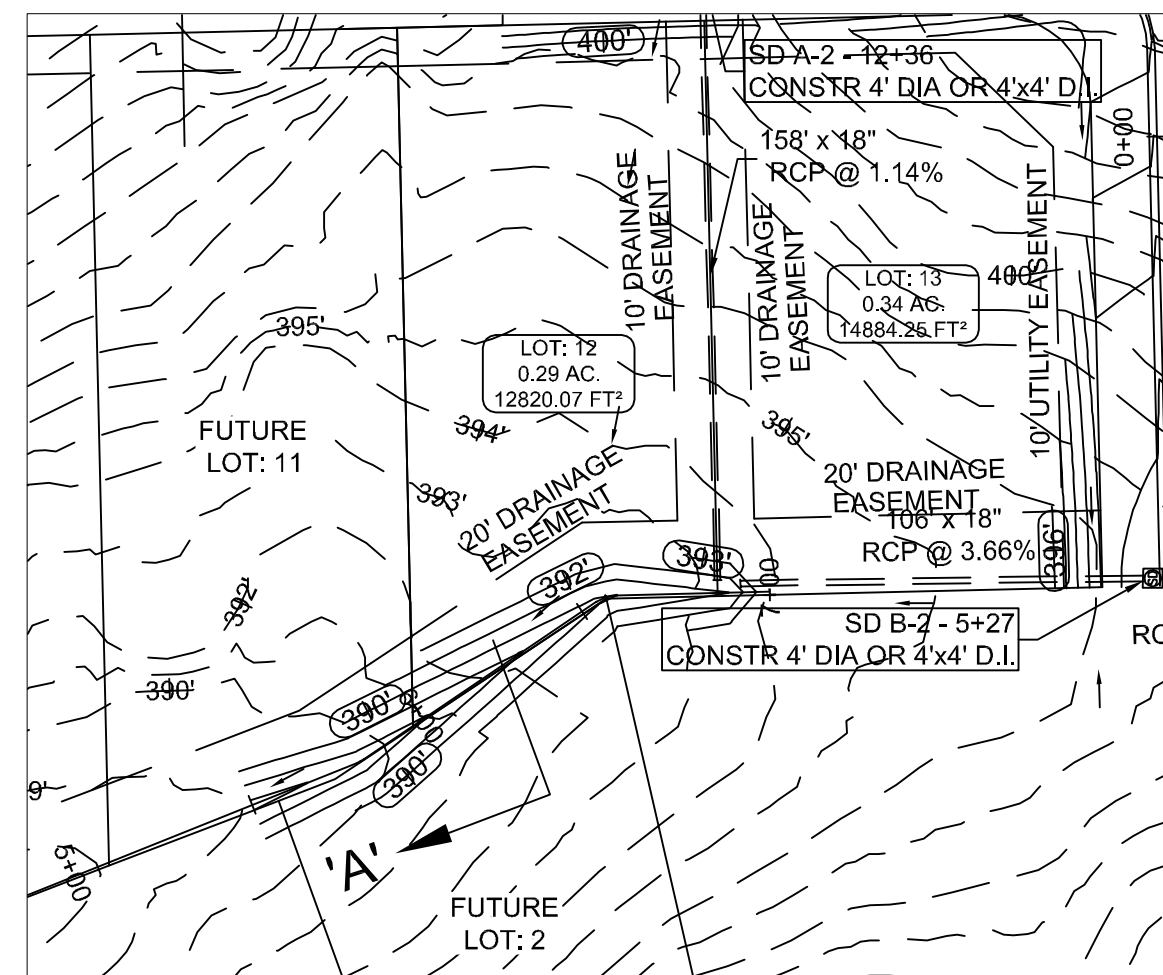 400'
SD A-2 - 12+36
CONSTR 4' DIA OR 4'x4' D.I.
0+00
158' x 18"
RCP @ 1.14%
10' DRAINAGE
EASEMENT
10' DRAINAGE
EASEMENT
10' UTILITY EASEMENT
LOT: 13
0.34 AC.
14884.25 FT²
400'
395'
LOT: 12
0.29 AC.
12820.07 FT²
FUTURE
LOT: 11
394'
395'
393'
20' DRAINAGE
EASEMENT
20' DRAINAGE
EASEMENT
106' x 18"
RCP @ 3.66%
396'
393'
392'
00
392'
SD
SD B-2 - 5+27
CONSTR 4' DIA OR 4'x4' D.I.
RC
390'
390'
390'
9'
5+00
'A'
FUTURE
LOT: 2